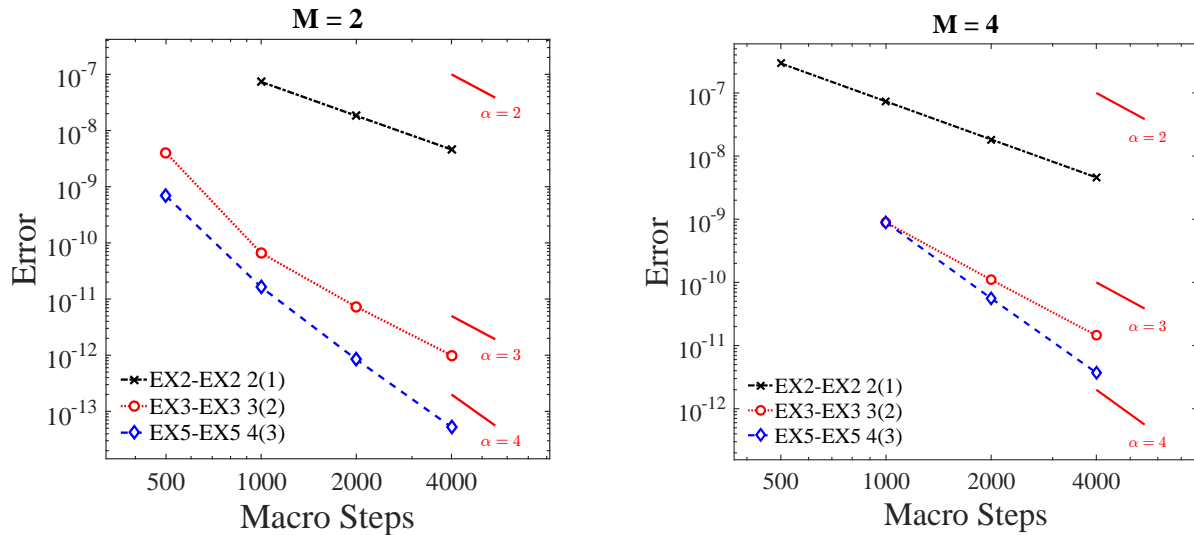 M = 2
Error
10^-7
10^-8
10^-9
10^-10
10^-11
10^-12
10^-13
α = 2
α = 3
α = 4
EX2-EX2 2(1)
EX3-EX3 3(2)
EX5-EX5 4(3)
500 1000 2000 4000
Macro Steps
M = 4
Error
10^-7
10^-8
10^-9
10^-10
10^-11
10^-12
α = 2
α = 3
α = 4
EX2-EX2 2(1)
EX3-EX3 3(2)
EX5-EX5 4(3)
500 1000 2000 4000
Macro Steps